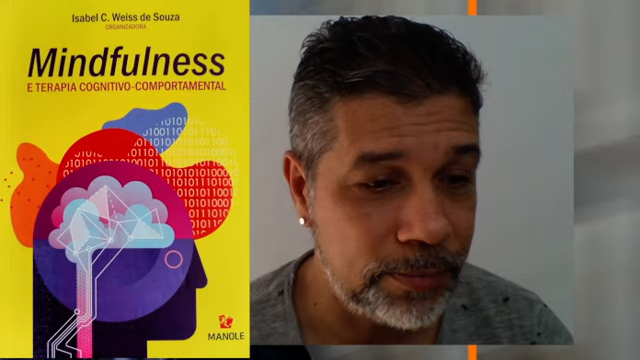 Isabel C. Weiss de Souza
ORGANIZADORA
Mindfulness
E TERAPIA COGNITIVO-COMPORTAMENTAL
MANOLE